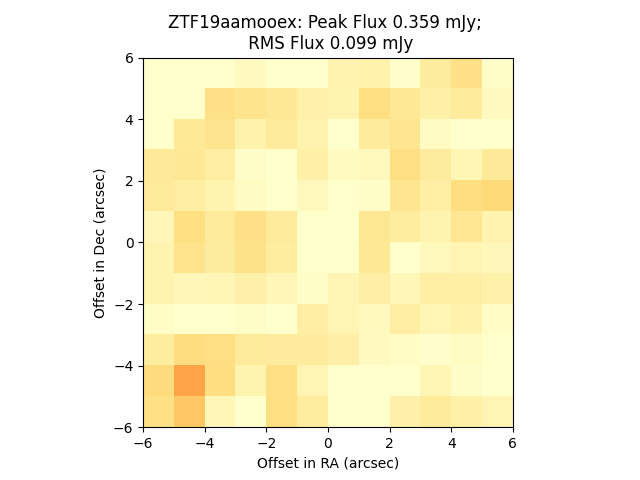 ZTF19aamooex: Peak Flux 0.359 mJy;
RMS Flux 0.099 mJy
6
4
2
0
−2
−4
−6
Offset in Dec (arcsec)
−6 −4 −2 0 2 4 6
Offset in RA (arcsec)